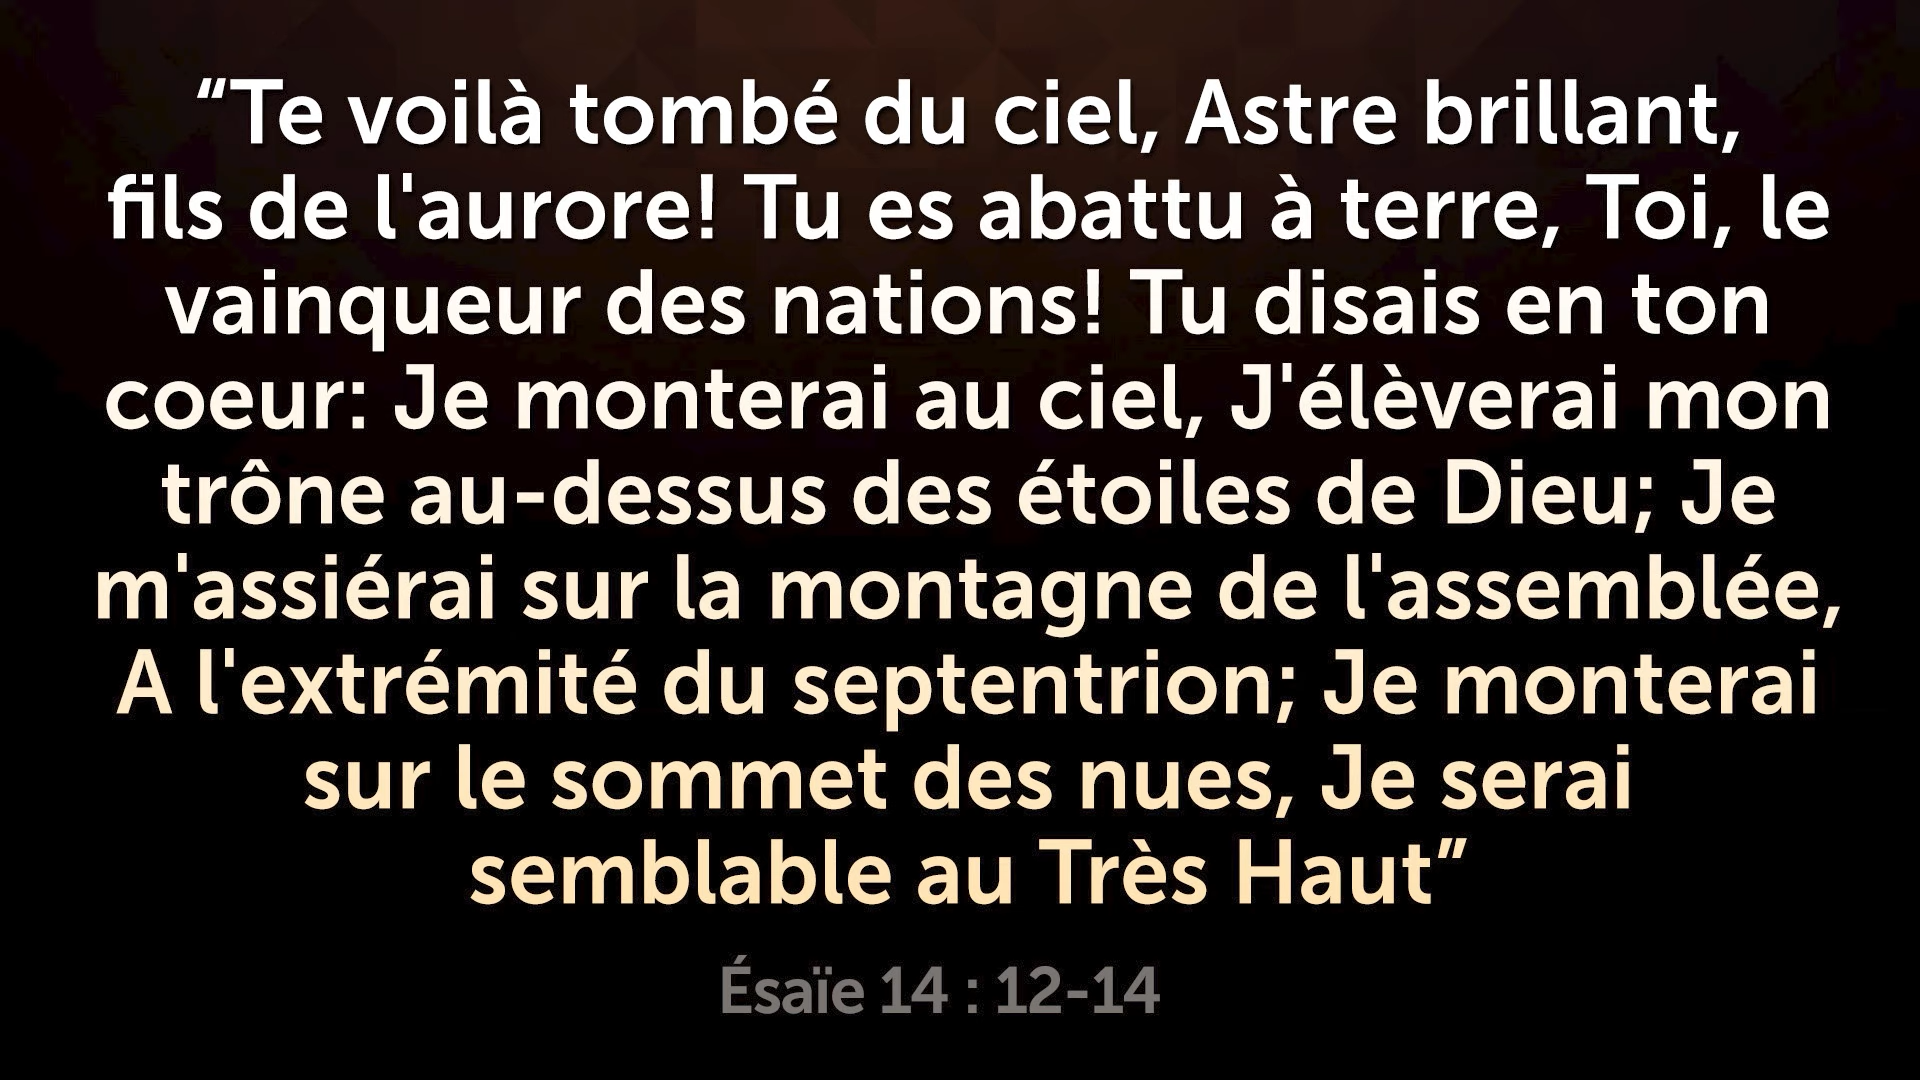 “Te voilà tombé du ciel, Astre brillant,
fils de l'aurore! Tu es abattu à terre, Toi, le
vainqueur des nations! Tu disais en ton
coeur: Je monterai au ciel, J'élèverai mon
trône au-dessus des étoiles de Dieu; Je
m'assiérai sur la montagne de l'assemblée,
A l'extrémité du septentrion; Je monterai
sur le sommet des nues, Je serai
semblable au Très Haut”
Ésaïe 14 : 12-14